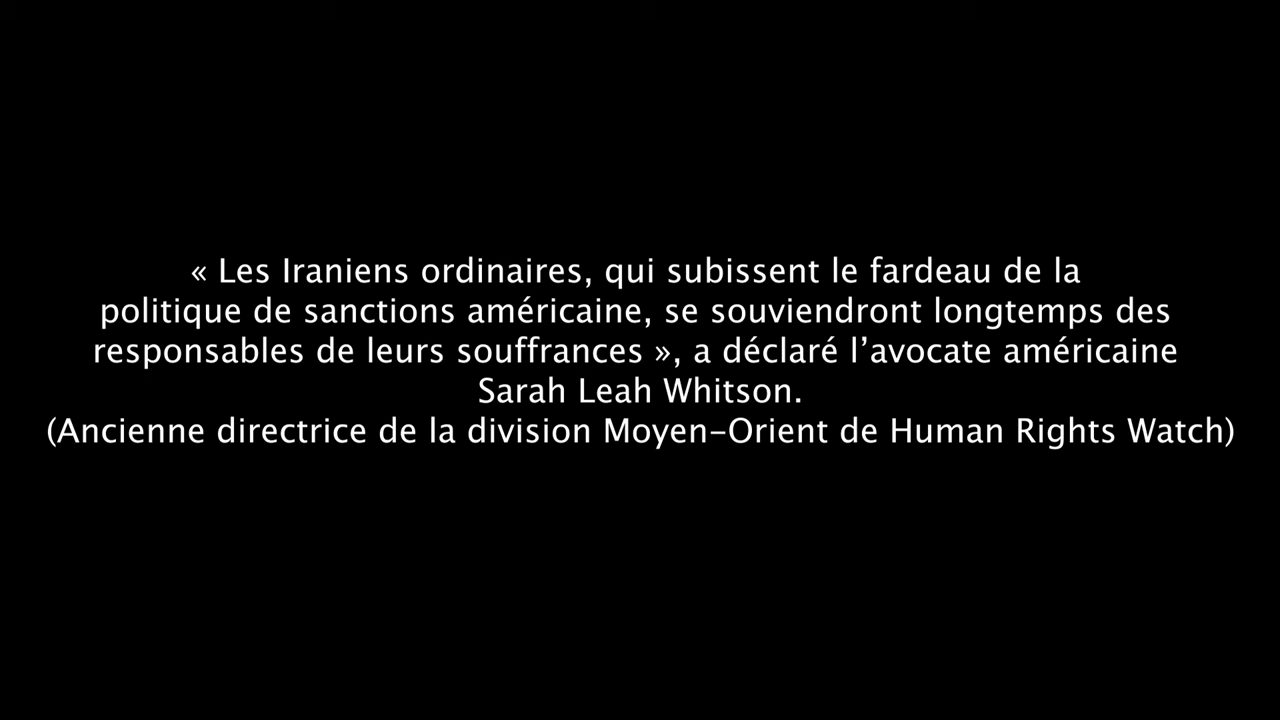 « Les Iraniens ordinaires, qui subissent le fardeau de la
politique de sanctions américaine, se souviendront longtemps des
responsables de leurs souffrances », a déclaré l’avocate américaine
Sarah Leah Whitson.
(Ancienne directrice de la division Moyen-Orient de Human Rights Watch)